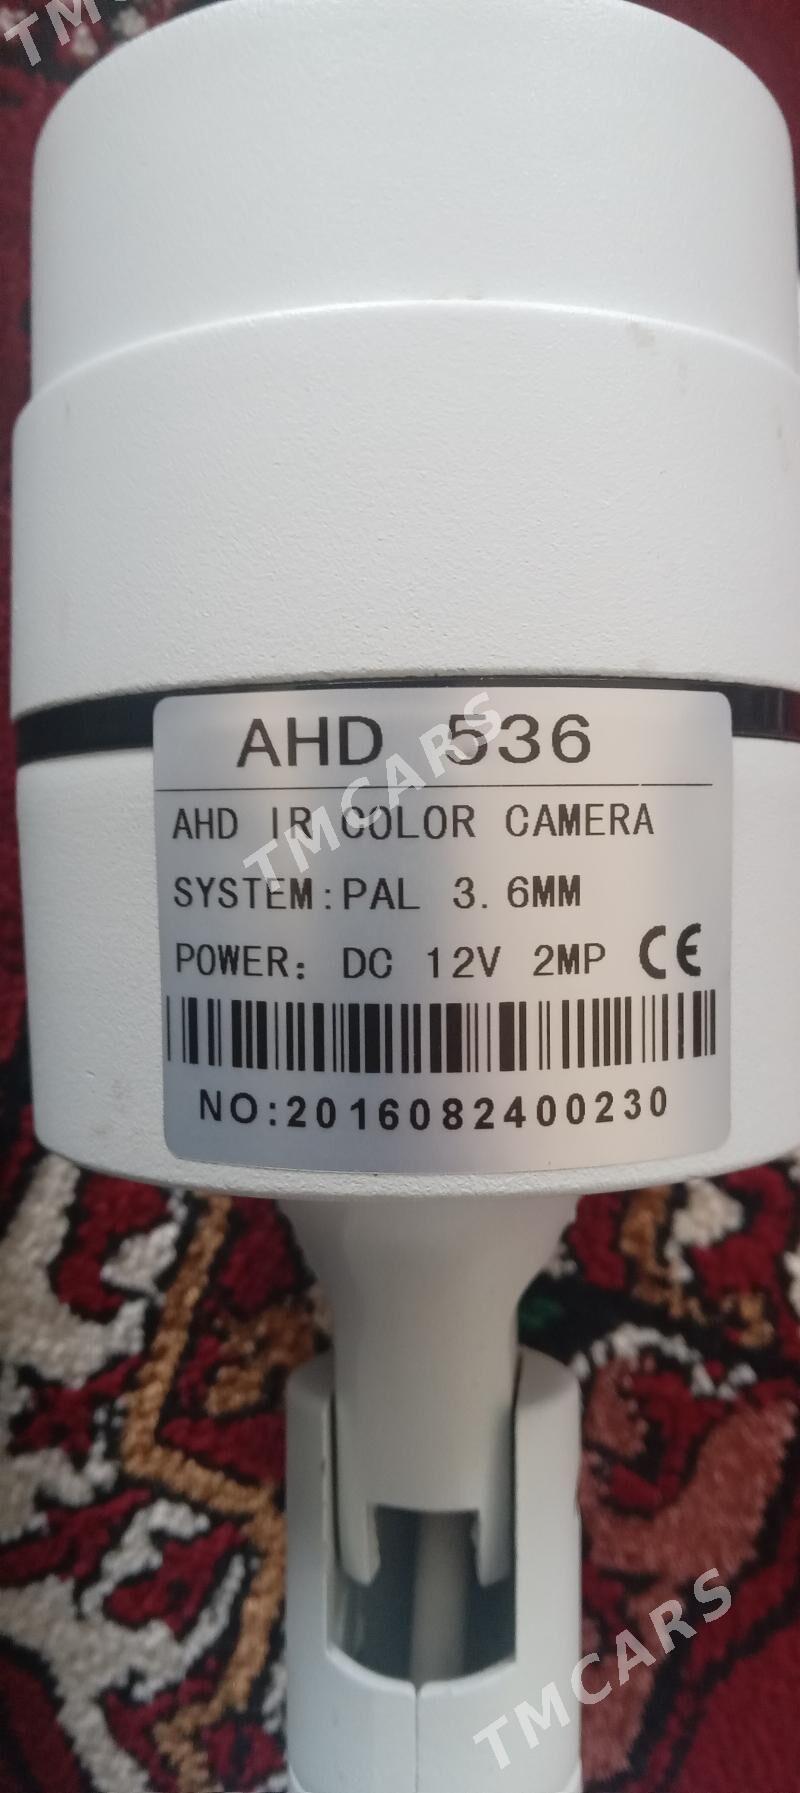 TMCARS
AHD 536
TMCARS
AHD IR COLOR CAMERA
SYSTEM:PAL 3.6MM
POWER: DC 12V 2MP CE
NO:2016082400230
TMCARS